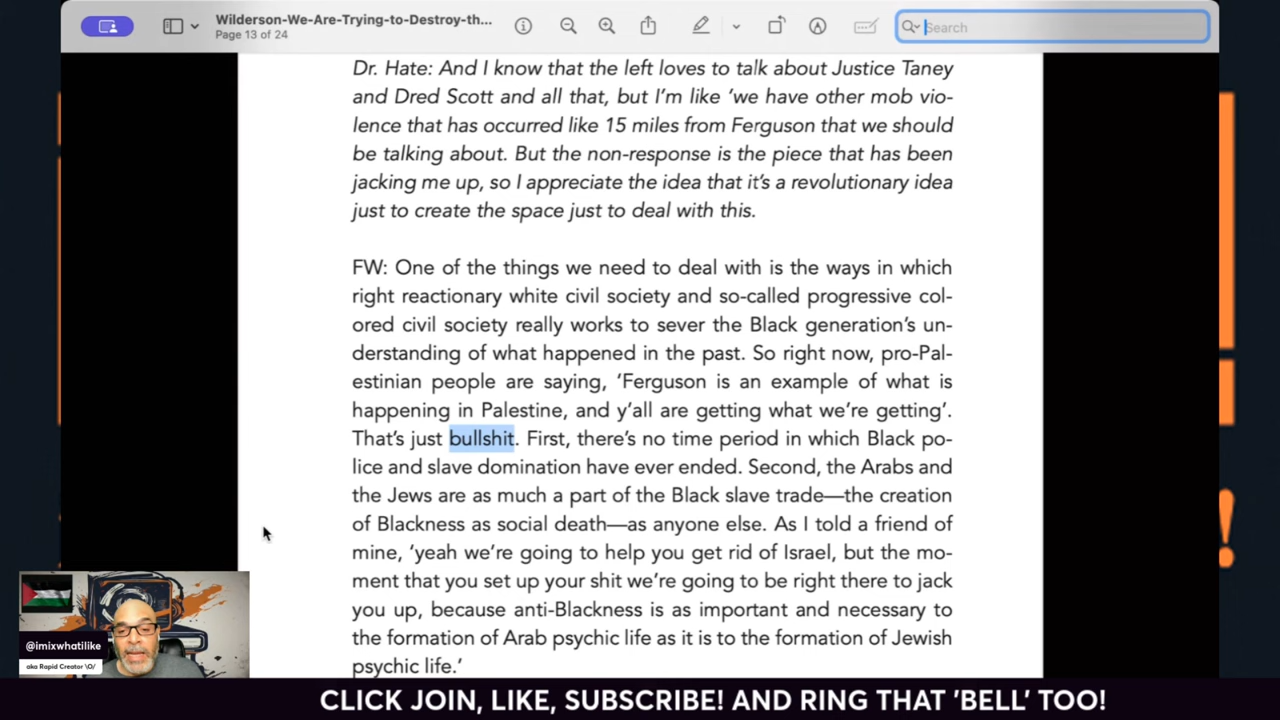 Wilderson-We-Are-Trying-to-Destroy-th...
Page 13 of 24
Search
Dr. Hate: And I know that the left loves to talk about Justice Taney
and Dred Scott and all that, but I'm like 'we have other mob vio-
lence that has occurred like 15 miles from Ferguson that we should
be talking about. But the non-response is the piece that has been
jacking me up, so I appreciate the idea that it's a revolutionary idea
just to create the space just to deal with this.
FW: One of the things we need to deal with is the ways in which
right reactionary white civil society and so-called progressive col-
ored civil society really works to sever the Black generation's un-
derstanding of what happened in the past. So right now, pro-Pal-
estinian people are saying, 'Ferguson is an example of what is
happening in Palestine, and y'all are getting what we're getting'.
That's just bullshit. First, there's no time period in which Black po-
lice and slave domination have ever ended. Second, the Arabs and
the Jews are as much a part of the Black slave trade—the creation
of Blackness as social death—as anyone else. As I told a friend of
mine, 'yeah we're going to help you get rid of Israel, but the mo-
ment that you set up your shit we're going to be right there to jack
you up, because anti-Blackness is as important and necessary to
the formation of Arab psychic life as it is to the formation of Jewish
psychic life.'
@imixwhatilike
aka Rapid Creator \O/
CLICK JOIN, LIKE, SUBSCRIBE! AND RING THAT 'BELL' TOO!